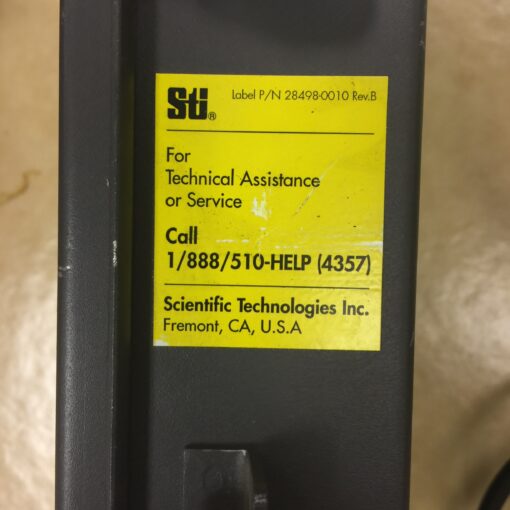 Sti® Label P/N 28498-0010 Rev.B
For
Technical Assistance
or Service
Call
1/888/510-HELP (4357)
Scientific Technologies Inc.
Fremont, CA, U.S.A